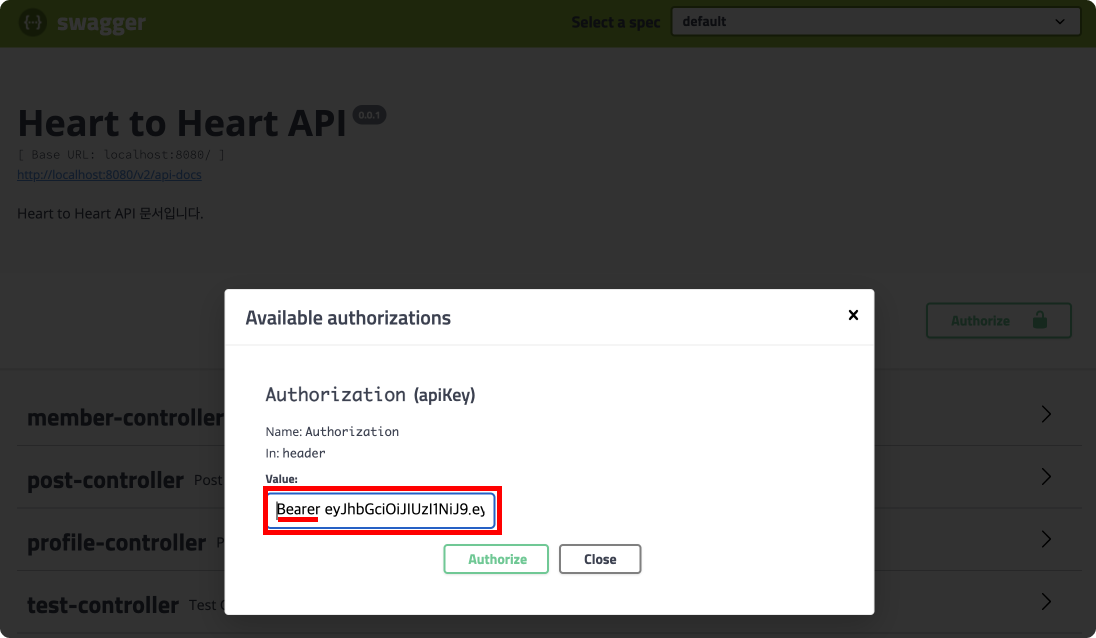 {···} swagger
Select a spec
default
Heart to Heart API 0.0.1
[ Base URL: localhost:8080/ ]
http://localhost:8080/v2/api-docs
Heart to Heart API 문서입니다.
Authorize
Available authorizations
Authorization (apiKey)
Name: Authorization
In: header
Value:
Bearer eyJhbGciOiJIUzI1NiJ9.ey
Authorize
Close
member-controller
post-controller Post
profile-controller
test-controller Test